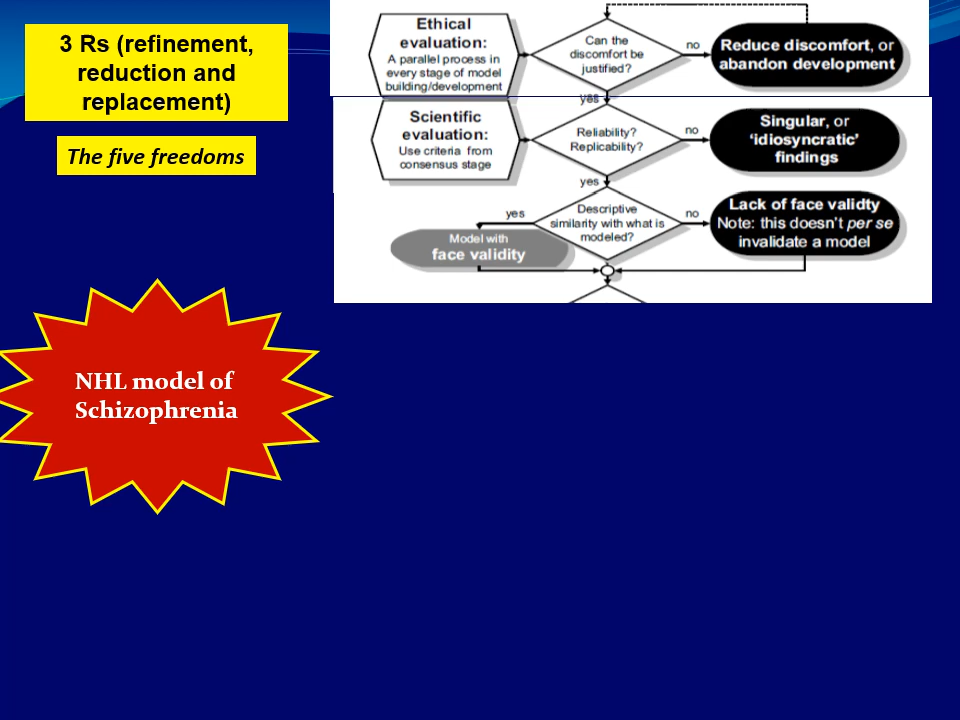 3 Rs (refinement,
reduction and
replacement)
The five freedoms
Ethical
evaluation:
A parallel process in
every stage of model
building/development
Can the
discomfort be
justified?
no
Reduce discomfort, or
abandon development
yes
Scientific
evaluation:
Use criteria from
consensus stage
Reliability?
Replicability?
no
Singular, or
‘idiosyncratic’
findings
yes
Descriptive
similarity with what is
modeled?
yes
no
Model with
face validity
Lack of face validty
Note: this doesn't per se
invalidate a model
NHL model of
Schizophrenia